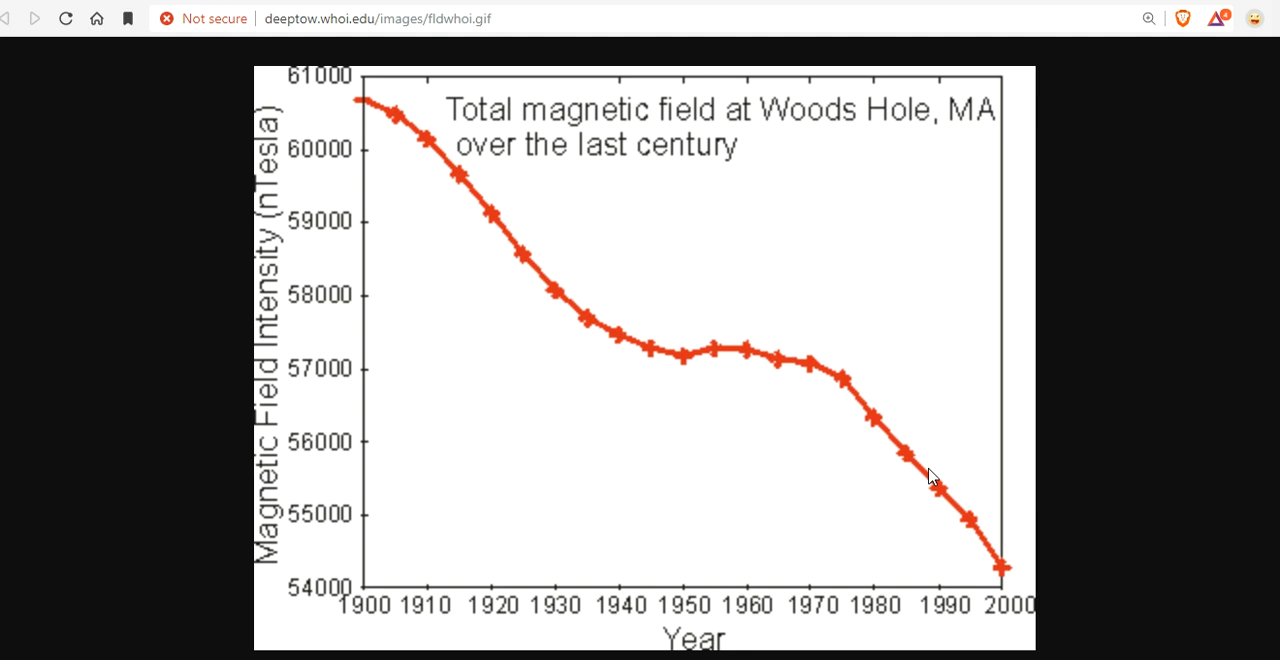 Not secure deeptow.whoi.edu/images/fldwhoi.gif
4
Total magnetic field at Woods Hole, MA
over the last century
Magnetic Field Intensity (nTesla)
61000
60000
59000
58000
57000
56000
55000
54000
1900 1910 1920 1930 1940 1950 1960 1970 1980 1990 2000
Year